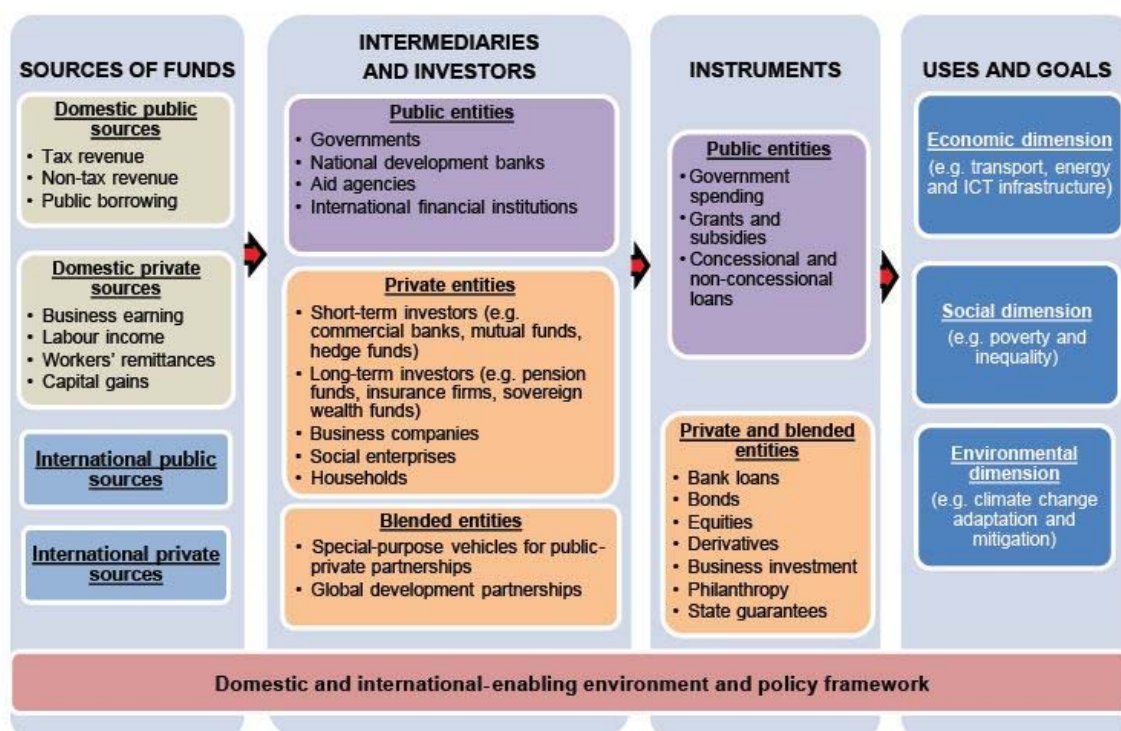 SOURCES OF FUNDS
Domestic public
sources
• Tax revenue
• Non-tax revenue
• Public borrowing
Domestic private
sources
• Business earning
• Labour income
• Workers' remittances
• Capital gains
International public
sources
International private
sources
INTERMEDIARIES
AND INVESTORS
Public entities
• Governments
• National development banks
• Aid agencies
• International financial institutions
Private entities
• Short-term investors (e.g.
commercial banks, mutual funds,
hedge funds)
• Long-term investors (e.g. pension
funds, insurance firms, sovereign
wealth funds)
• Business companies
• Social enterprises
• Households
Blended entities
• Special-purpose vehicles for public-
private partnerships
• Global development partnerships
INSTRUMENTS
Public entities
• Government
spending
• Grants and
subsidies
• Concessional and
non-concessional
loans
Private and blended
entities
• Bank loans
• Bonds
• Equities
• Derivatives
• Business investment
• Philanthropy
• State guarantees
USES AND GOALS
Economic dimension
(e.g. transport, energy
and ICT infrastructure)
Social dimension
(e.g. poverty and
inequality)
Environmental
dimension
(e.g. climate change
adaptation and
mitigation)
Domestic and international-enabling environment and policy framework